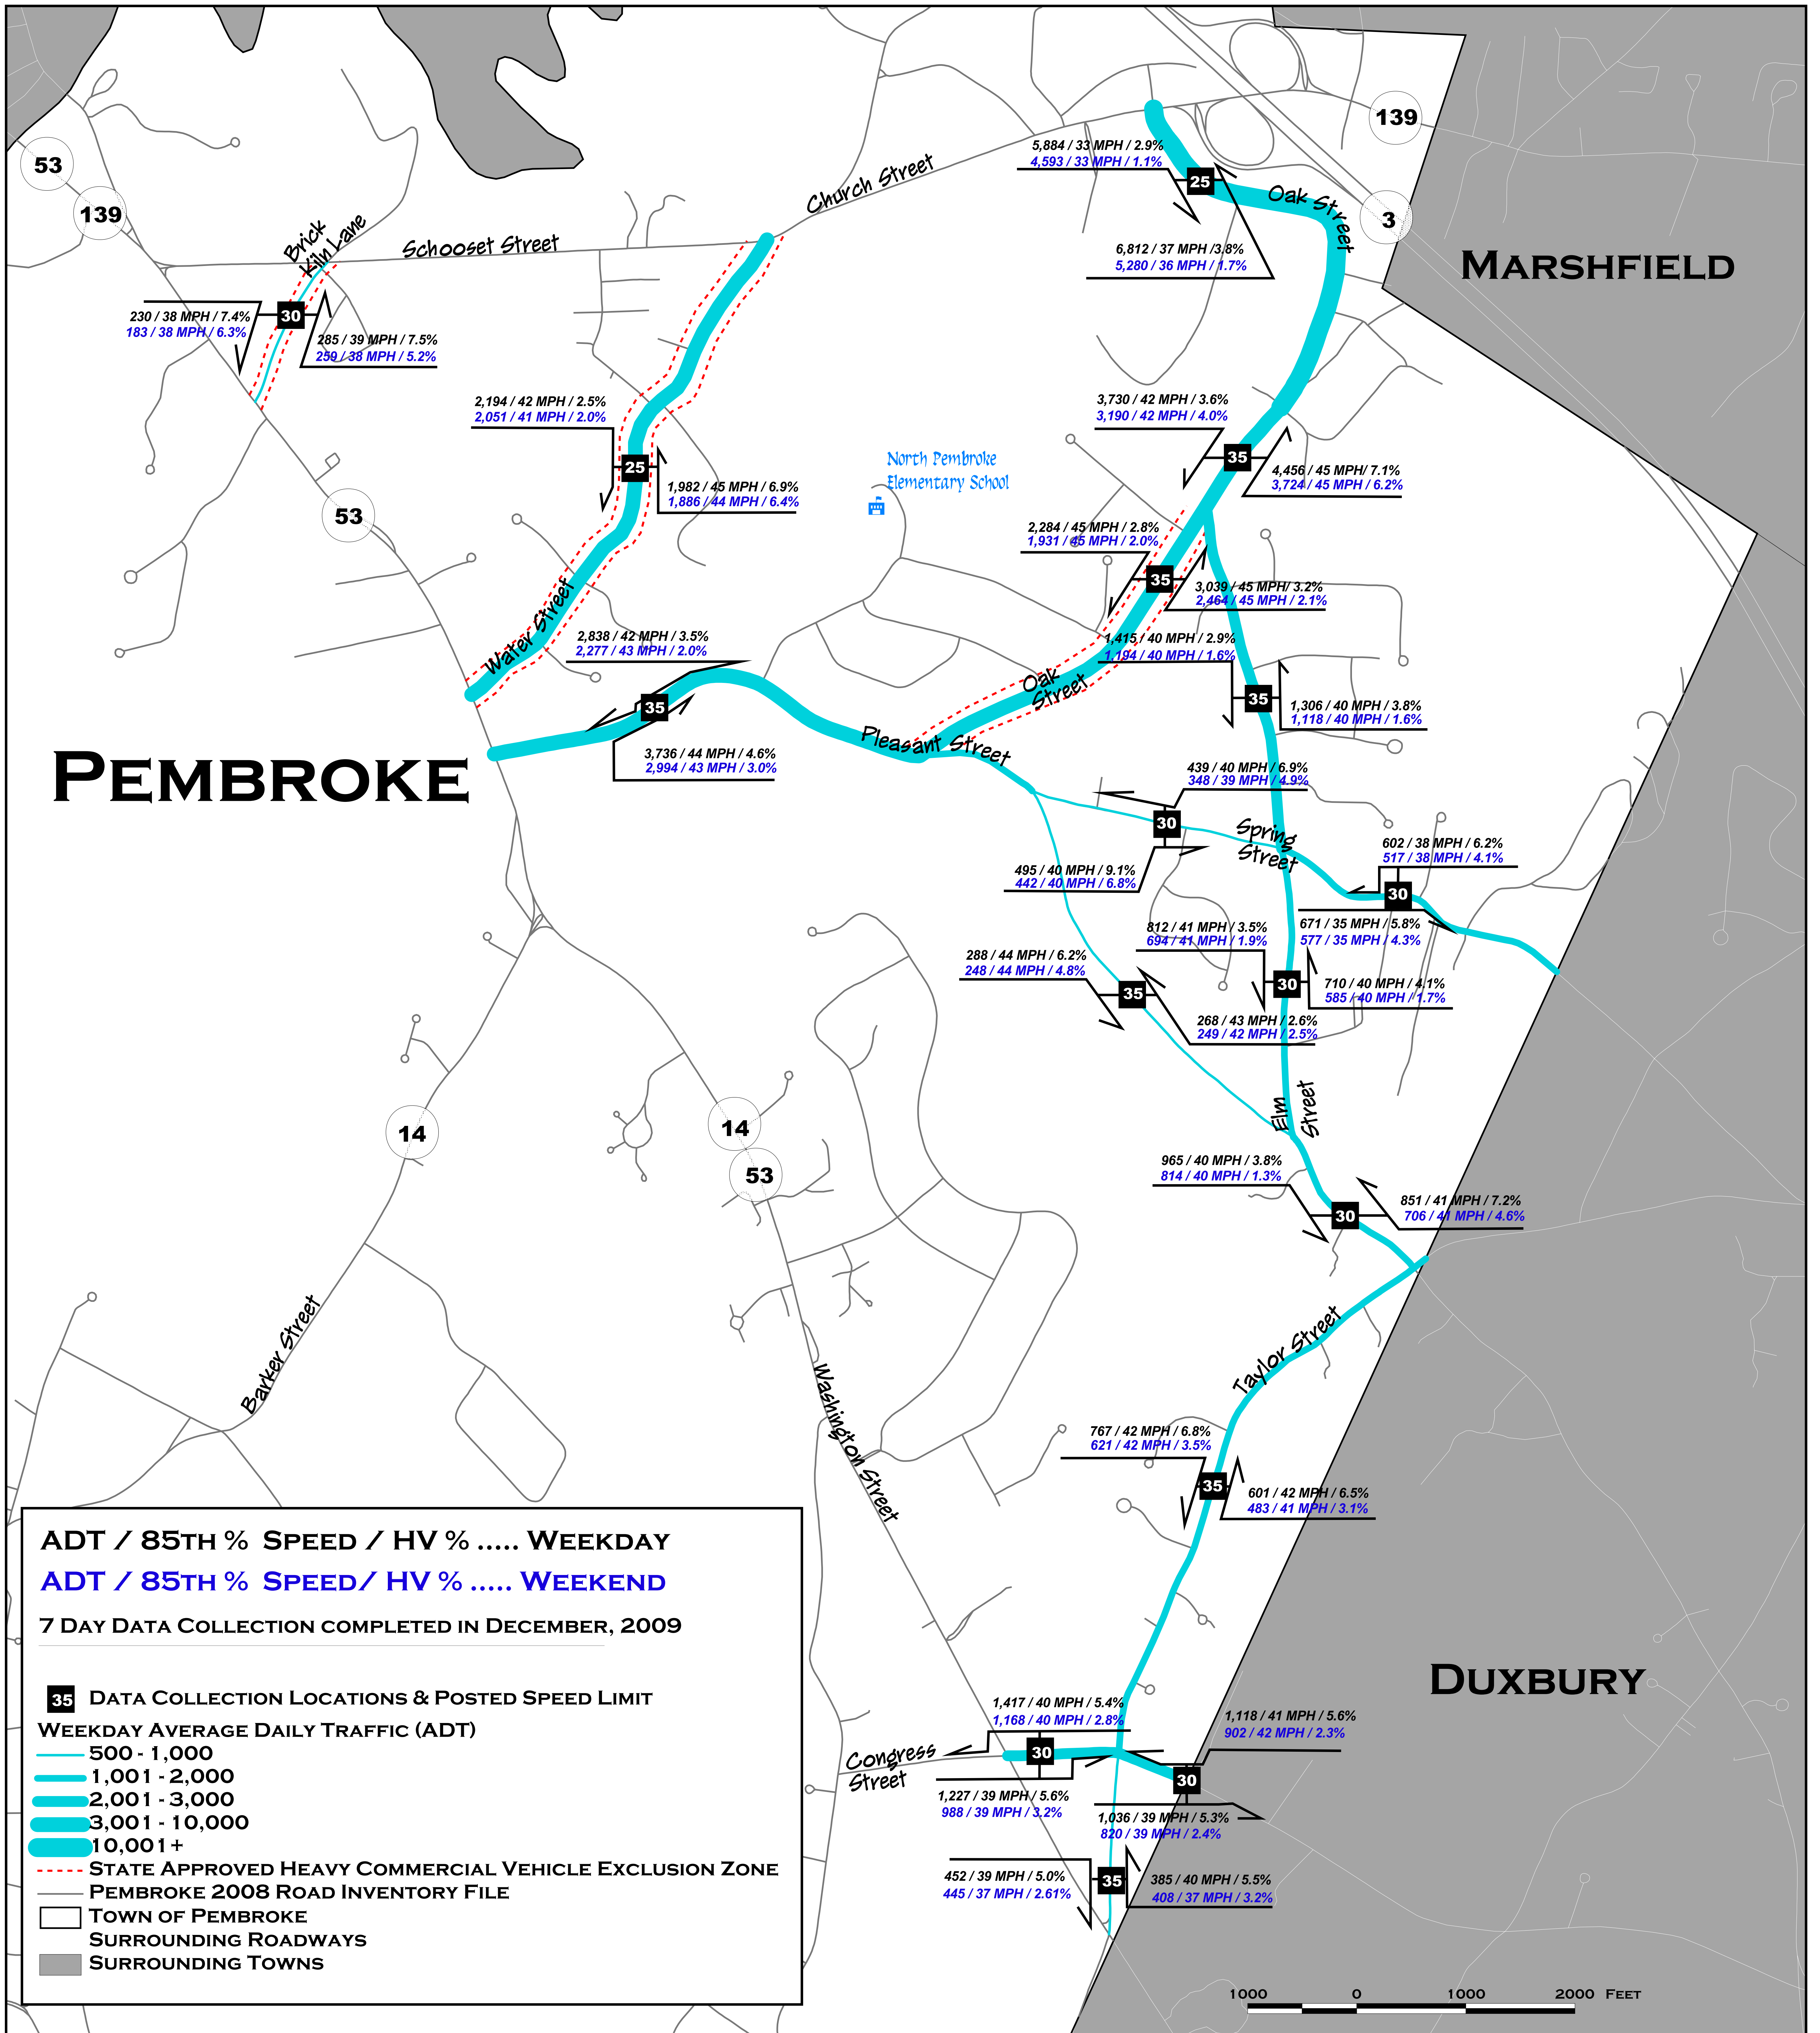 139
53
139
3
MARSHFIELD
Church Street
Oak Street
5,884 / 33 MPH / 2.9%
4,593 / 33 MPH / 1.1%
25
6,812 / 37 MPH /3.8%
5,280 / 36 MPH / 1.7%
Brick
Kiln Lane
Schooset Street
230 / 38 MPH / 7.4%
183 / 38 MPH / 6.3%
30
285 / 39 MPH / 7.5%
259 / 38 MPH / 5.2%
2,194 / 42 MPH / 2.5%
2,051 / 41 MPH / 2.0%
25
1,982 / 45 MPH / 6.9%
1,886 / 44 MPH / 6.4%
North Pembroke
Elementary School
3,730 / 42 MPH / 3.6%
3,190 / 42 MPH / 4.0%
35
4,456 / 45 MPH/ 7.1%
3,724 / 45 MPH / 6.2%
53
2,284 / 45 MPH / 2.8%
1,931 / 45 MPH / 2.0%
35
3,039 / 45 MPH/ 3.2%
2,464 / 45 MPH / 2.1%
Water Street
2,838 / 42 MPH / 3.5%
2,277 / 43 MPH / 2.0%
35
3,736 / 44 MPH / 4.6%
2,994 / 43 MPH / 3.0%
1,415 / 40 MPH / 2.9%
1,194 / 40 MPH / 1.6%
35
1,306 / 40 MPH / 3.8%
1,118 / 40 MPH / 1.6%
Oak
Street
Pleasant Street
PEMBROKE
439 / 40 MPH / 6.9%
348 / 39 MPH / 4.9%
30
495 / 40 MPH / 9.1%
442 / 40 MPH / 6.8%
Spring
Street
602 / 38 MPH / 6.2%
517 / 38 MPH / 4.1%
30
671 / 35 MPH / 5.8%
577 / 35 MPH / 4.3%
812 / 41 MPH / 3.5%
694 / 41 MPH / 1.9%
30
710 / 40 MPH / 4.1%
585 / 40 MPH / 1.7%
288 / 44 MPH / 6.2%
248 / 44 MPH / 4.8%
35
268 / 43 MPH / 2.6%
249 / 42 MPH / 2.5%
Elm
Street
14
14
53
965 / 40 MPH / 3.8%
814 / 40 MPH / 1.3%
30
851 / 41 MPH / 7.2%
706 / 41 MPH / 4.6%
Barker Street
Washington Street
Taylor Street
767 / 42 MPH / 6.8%
621 / 42 MPH / 3.5%
35
601 / 42 MPH / 6.5%
483 / 41 MPH / 3.1%
DUXBURY
1,417 / 40 MPH / 5.4%
1,168 / 40 MPH / 2.8%
30
1,227 / 39 MPH / 5.6%
988 / 39 MPH / 3.2%
Congress
Street
1,118 / 41 MPH / 5.6%
902 / 42 MPH / 2.3%
30
1,036 / 39 MPH / 5.3%
820 / 39 MPH / 2.4%
452 / 39 MPH / 5.0%
445 / 37 MPH / 2.61%
35
385 / 40 MPH / 5.5%
408 / 37 MPH / 3.2%
ADT / 85TH % SPEED / HV % ..... WEEKDAY
ADT / 85TH % SPEED/ HV % ..... WEEKEND
7 DAY DATA COLLECTION COMPLETED IN DECEMBER, 2009
35 DATA COLLECTION LOCATIONS & POSTED SPEED LIMIT
WEEKDAY AVERAGE DAILY TRAFFIC (ADT)
500 - 1,000
1,001 - 2,000
2,001 - 3,000
3,001 - 10,000
10,001+
STATE APPROVED HEAVY COMMERCIAL VEHICLE EXCLUSION ZONE
PEMBROKE 2008 ROAD INVENTORY FILE
TOWN OF PEMBROKE
SURROUNDING ROADWAYS
SURROUNDING TOWNS
1000 0 1000 2000 FEET